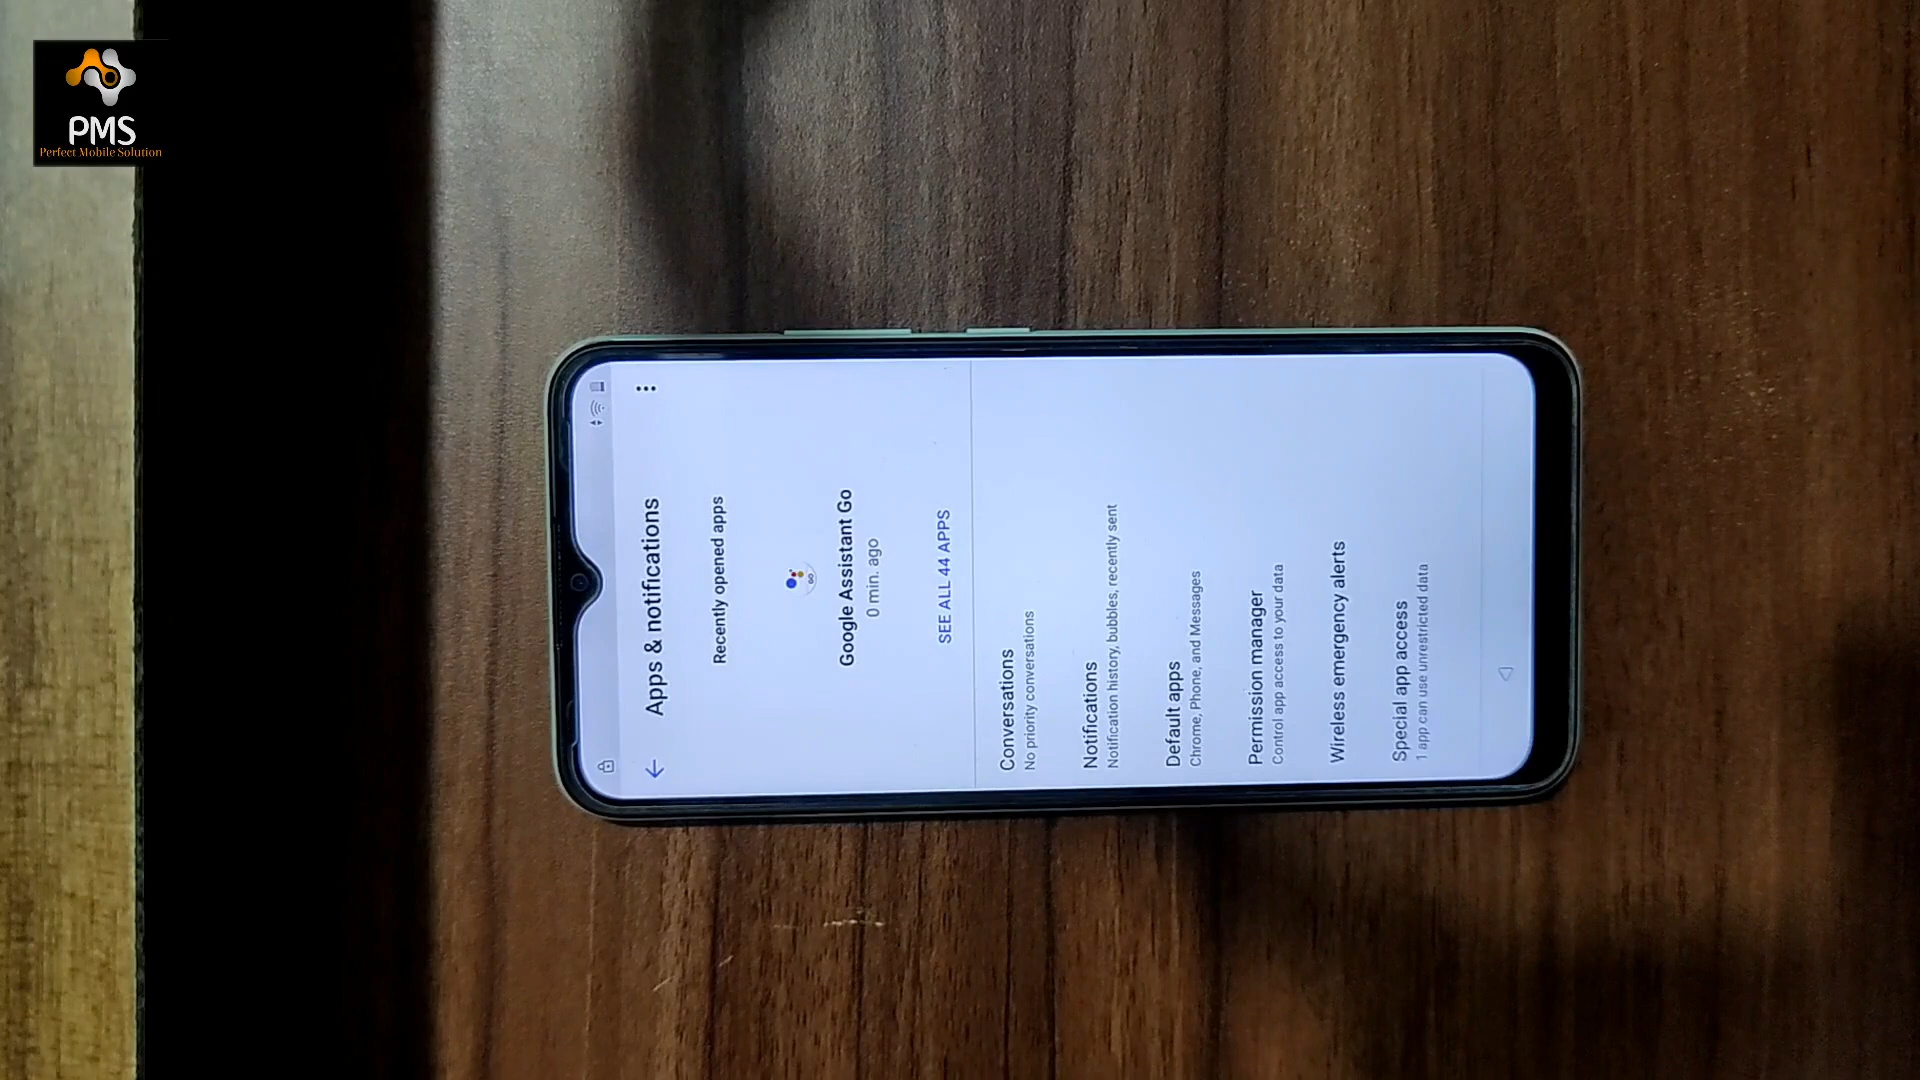 PMS
Perfect Mobile Solution
Apps & notifications
Recently opened apps
GO
Google Assistant Go
0 min. ago
SEE ALL 44 APPS
Conversations
No priority conversations
Notifications
Notification history, bubbles, recently sent
Default apps
Chrome, Phone, and Messages
Permission manager
Control app access to your data
Wireless emergency alerts
Special app access
1 app can use unrestricted data